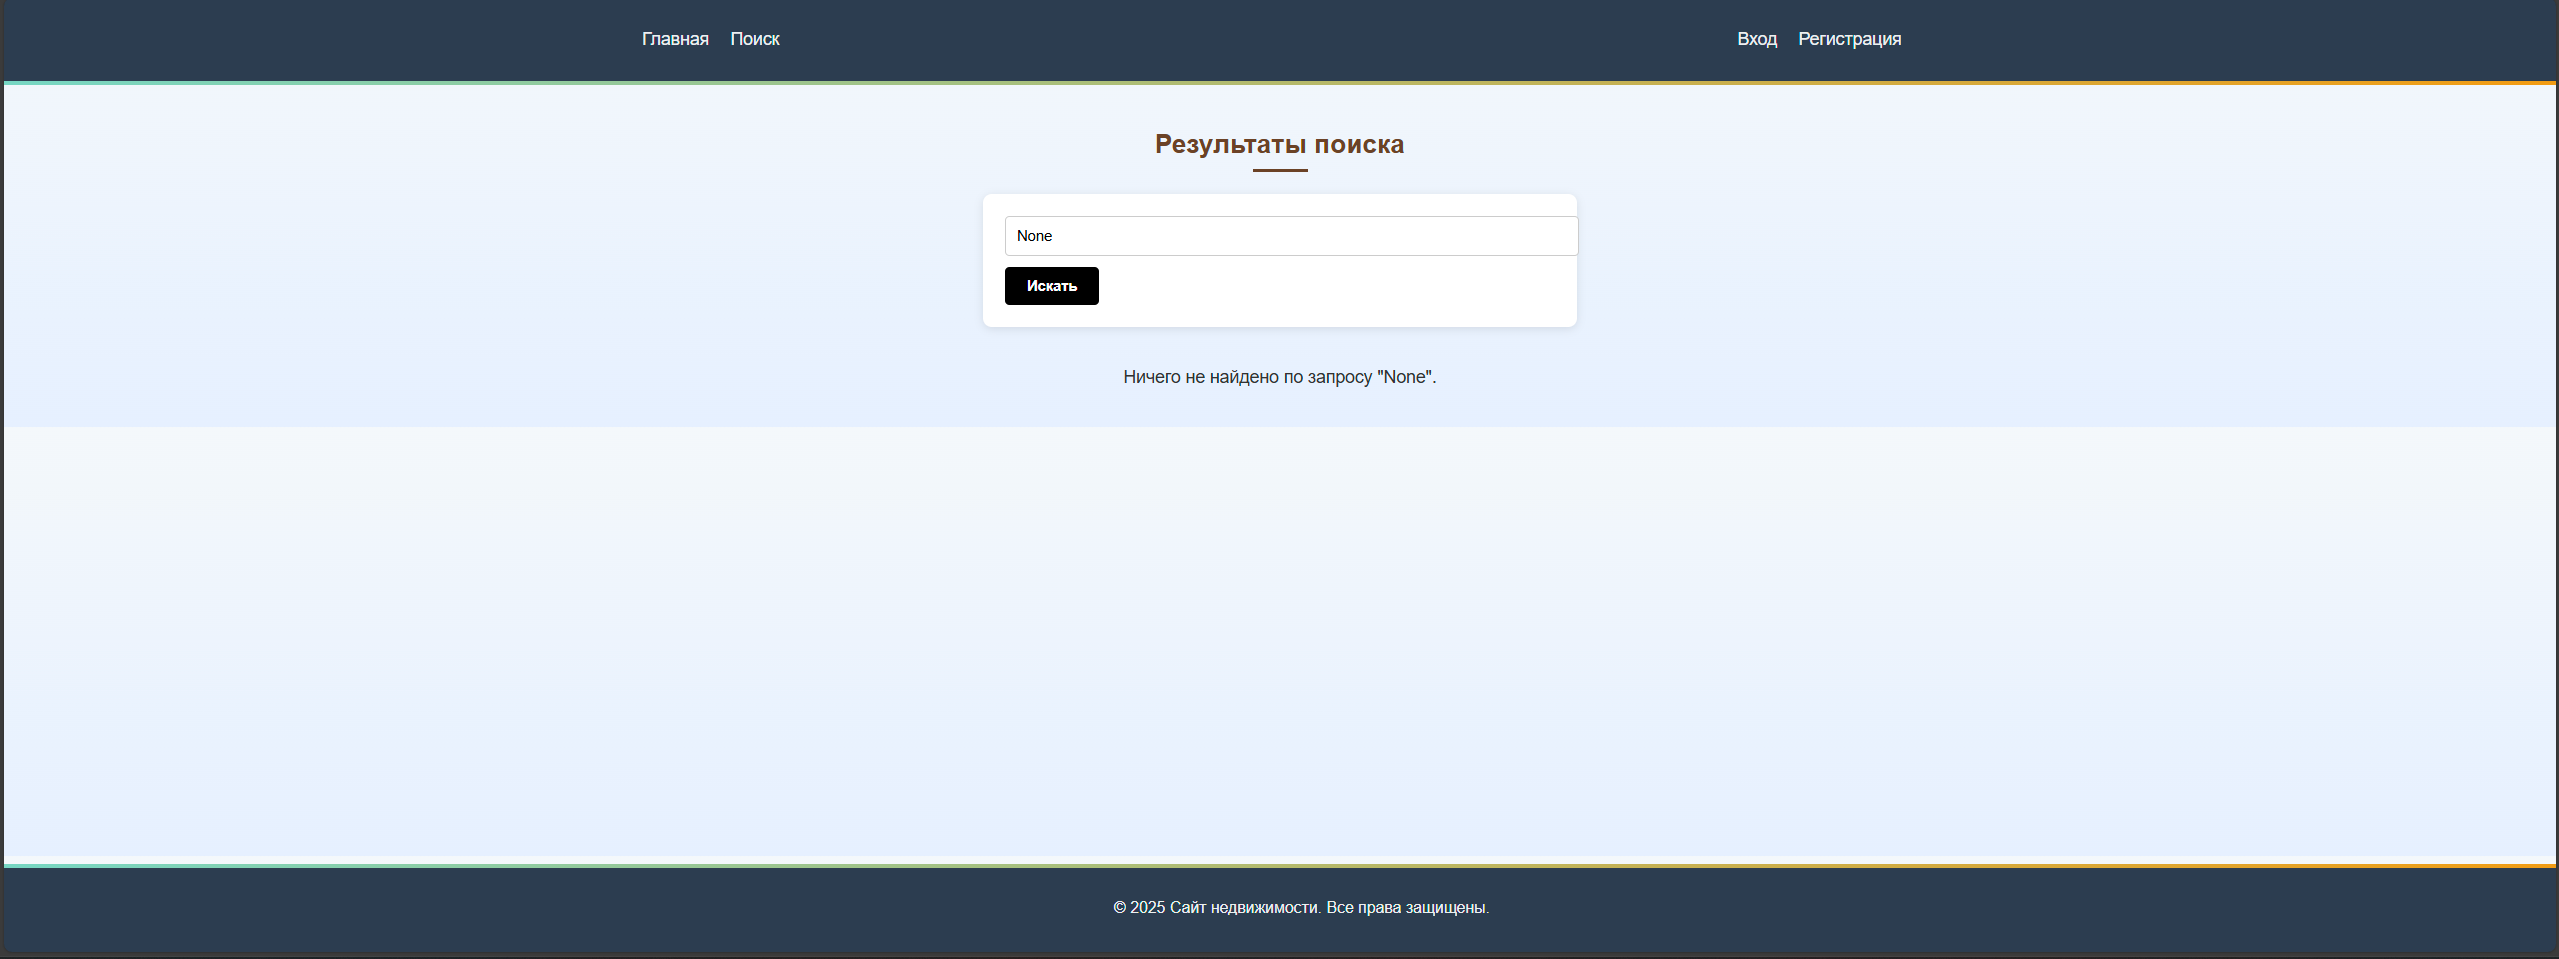 Главная Поиск Вход Регистрация
Результаты поиска
None
Искать
Ничего не найдено по запросу "None".
© 2025 Сайт недвижимости. Все права защищены.